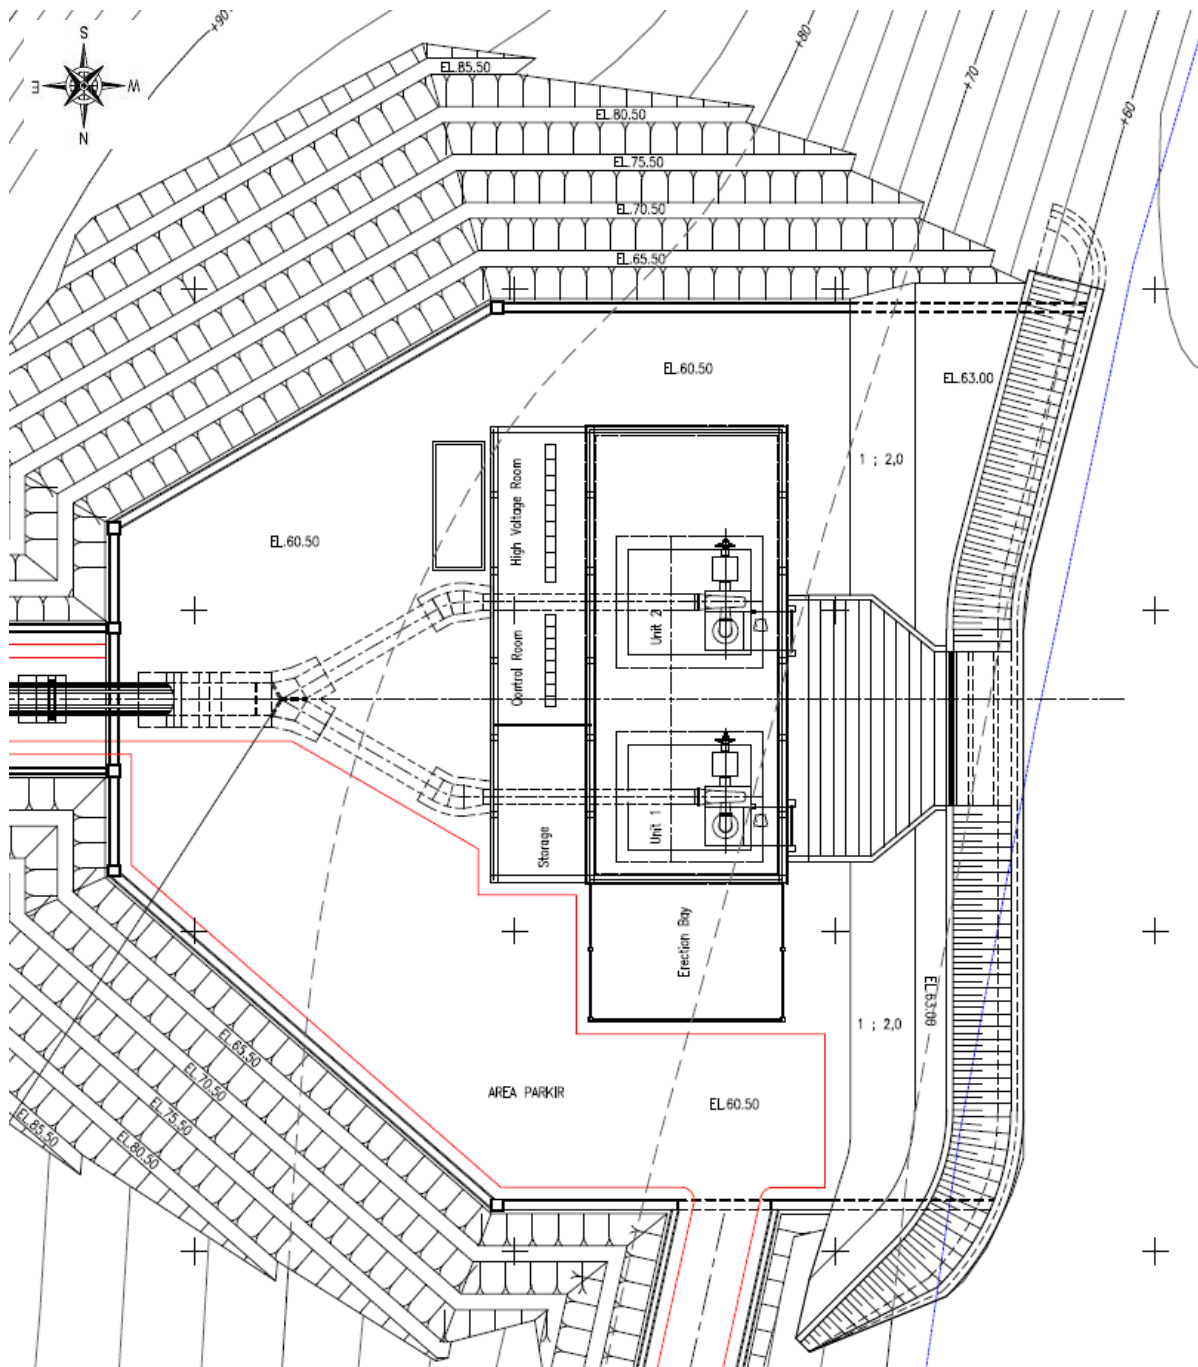 +90
S
E
W
N
+80
+70
+60
EL.85.50
EL.80.50
EL.75.50
EL.70.50
EL.65.50
EL.60.50
EL.63.00
1 ; 2,0
High Voltage Room
EL.60.50
Control Room
Unit 2
Storage
Unit 1
Erection Bay
EL.63.00
1 ; 2,0
EL.65.50
EL.70.50
EL.75.50
EL.80.50
EL.85.50
AREA PARKIR
EL.60.50